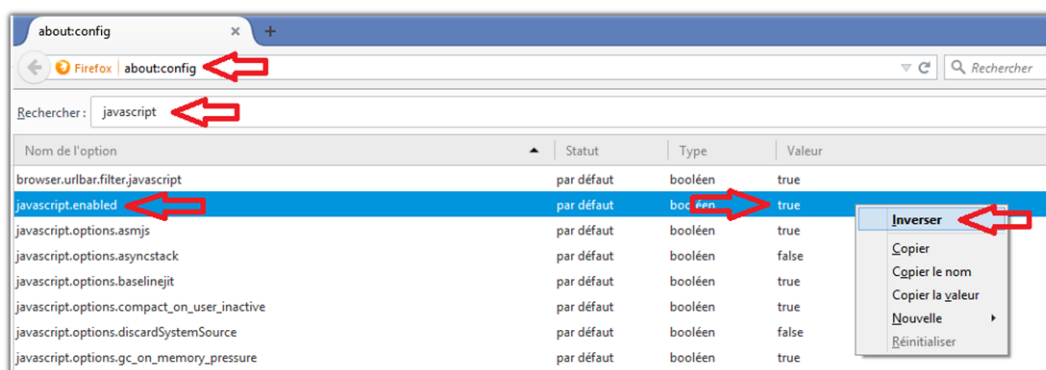 about:config × +
Firefox about:config Rechercher
Rechercher : javascript
Nom de l'option Statut Type Valeur
browser.urlbar.filter.javascript par défaut booléen true
javascript.enabled par défaut booléen true
Inverser
javascript.options.asmjs par défaut booléen true
javascript.options.asyncstack par défaut booléen false
Copier
javascript.options.baselinejit par défaut booléen true
Copier le nom
Copier la valeur
javascript.options.compact_on_user_inactive par défaut booléen true
Nouvelle
javascript.options.discardSystemSource par défaut booléen false
Réinitialiser
javascript.options.gc_on_memory_pressure par défaut booléen true